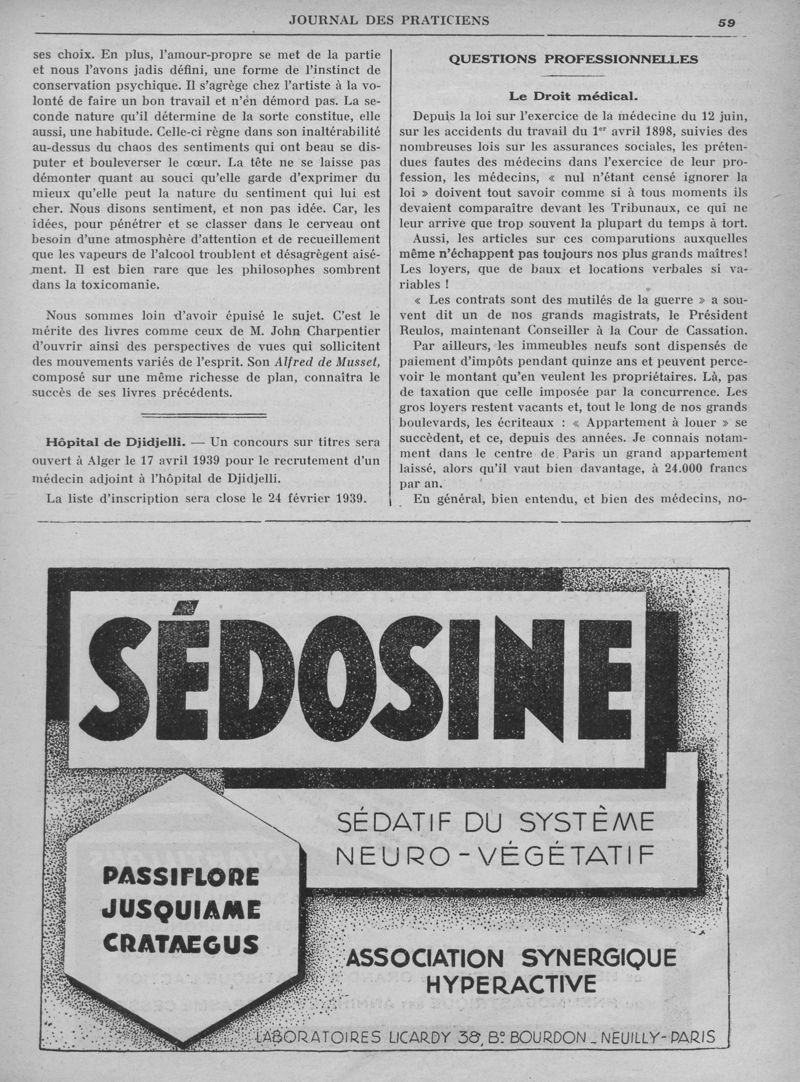 JOURNAL DES PRATICIENS
59
ses choix. En plus, l'amour-propre se met de la partie
et nous l'avons jadis défini, une forme de l'instinct de
conservation psychique. Il s'agrège chez l'artiste à la vo-
lonté de faire un bon travail et n'en démord pas. La se-
conde nature qu'il détermine de la sorte constitue, elle
aussi, une habitude. Celle-ci règne dans son inaltérabilité
au-dessus du chaos des sentiments qui ont beau se dis-
puter et bouleverser le cœur. La tête ne se laisse pas
démonter quant au souci qu'elle garde d'exprimer du
mieux qu'elle peut la nature du sentiment qui lui est
cher. Nous disons sentiment, et non pas idée. Car, les
idées, pour pénétrer et se classer dans le cerveau ont
besoin d'une atmosphère d'attention et de recueillement
que les vapeurs de l'alcool troublent et désagrègent aisé-
ment. Il est bien rare que les philosophes sombrent
dans la toxicomanie.
Nous sommes loin d'avoir épuisé le sujet. C'est le
mérite des livres comme ceux de M. John Charpentier
d'ouvrir ainsi des perspectives de vues qui sollicitent
des mouvements variés de l'esprit. Son Alfred de Musset,
composé sur une même richesse de plan, connaîtra le
succès de ses livres précédents.
Hôpital de Djidjelli. — Un concours sur titres sera
ouvert à Alger le 17 avril 1939 pour le recrutement d'un
médecin adjoint à l'hôpital de Djidjelli.
La liste d'inscription sera close le 24 février 1939.
QUESTIONS PROFESSIONNELLES
Le Droit médical.
Depuis la loi sur l'exercice de la médecine du 12 juin,
sur les accidents du travail du 1er avril 1898, suivies des
nombreuses lois sur les assurances sociales, les préten-
dues fautes des médecins dans l'exercice de leur pro-
fession, les médecins, « nul n'étant censé ignorer la
loi » doivent tout savoir comme si à tous moments ils
devaient comparaître devant les Tribunaux, ce qui ne
leur arrive que trop souvent la plupart du temps à tort.
Aussi, les articles sur ces comparutions auxquelles
même n'échappent pas toujours nos plus grands maîtres!
Les loyers, que de baux et locations verbales si va-
riables !
« Les contrats sont des mutilés de la guerre » a sou-
vent dit un de nos grands magistrats, le Président
Reulos, maintenant Conseiller à la Cour de Cassation.
Par ailleurs, les immeubles neufs sont dispensés de
paiement d'impôts pendant quinze ans et peuvent perce-
voir le montant qu'en veulent les propriétaires. Là, pas
de taxation que celle imposée par la concurrence. Les
gros loyers restent vacants et, tout le long de nos grands
boulevards, les écriteaux : « Appartement à louer » se
succèdent, et ce, depuis des années. Je connais notam-
ment dans le centre de Paris un grand appartement
laissé, alors qu'il vaut bien davantage, à 24.000 francs
par an.
En général, bien entendu, et bien des médecins, no-
SÉDOSINE
SÉDATIF DU SYSTÊME
NEURO-VÉGÉTATIF
PASSIFLORE
JUSQUIAME
CRATAEGUS
ASSOCIATION SYNERGIQUE
HYPERACTIVE
LABORATOIRES LICARDY 38, Bd BOURDON _ NEUILLY-PARIS